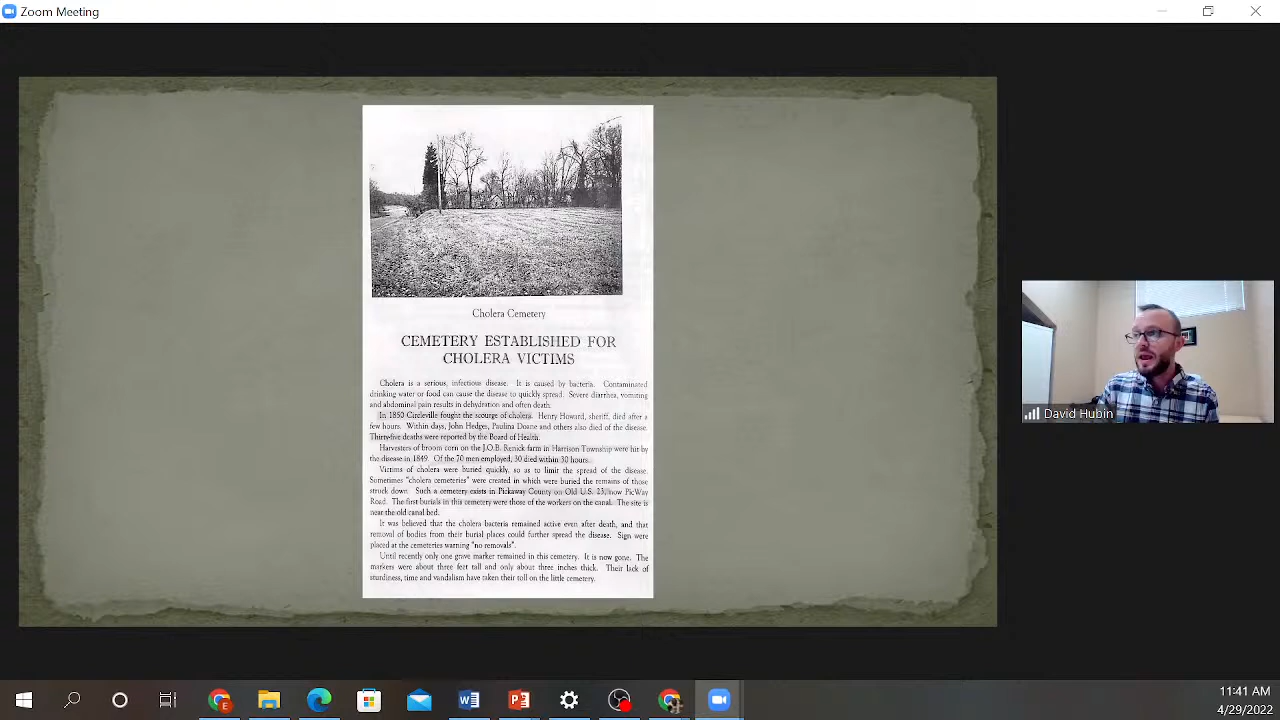 Zoom Meeting
Cholera Cemetery
CEMETERY ESTABLISHED FOR
CHOLERA VICTIMS
Cholera is a serious, infectious disease. It is caused by bacteria. Contaminated
drinking water or food can cause the disease to quickly spread. Severe diarrhea, vomiting
and abdominal pain results in dehydration and often death.
In 1850 Circleville fought the scourge of cholera. Henry Howard, sheriff, died after a
few hours. Within days, John Hedges, Paulina Doane and others also died of the disease.
Thirty-five deaths were reported by the Board of Health.
Harvesters of broom corn on the J.O.B. Renick farm in Harrison Township were hit by
the disease in 1849. Of the 70 men employed, 30 died within 30 hours.
Victims of cholera were buried quickly, so as to limit the spread of the disease.
Sometimes "cholera cemeteries" were created in which were buried the remains of those
struck down. Such a cemetery exists in Pickaway County on Old U.S. 23, now PicWay
Road. The first burials in this cemetery were those of the workers on the canal. The site is
near the old canal bed.
It was believed that the cholera bacteria remained active even after death, and that
removal of bodies from their burial places could further spread the disease. Sign were
placed at the cemeteries warning "no removals".
Until recently only one grave marker remained in this cemetery. It is now gone. The
markers were about three feet tall and only about three inches thick. Their lack of
sturdiness, time and vandalism have taken their toll on the little cemetery.
David Hubin
11:41 AM
4/29/2022